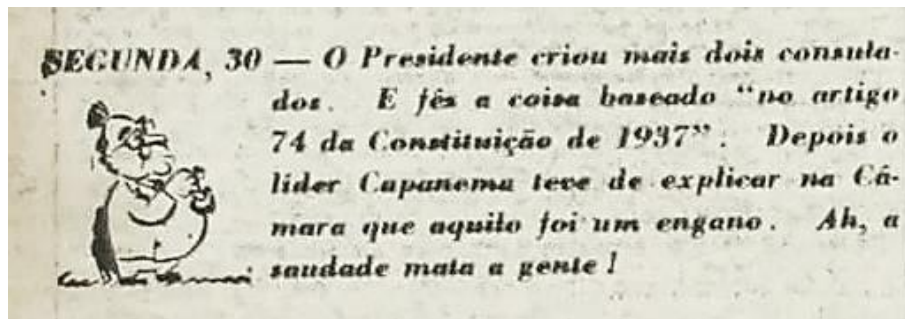 SEGUNDA, 30 — O Presidente criou mais dois consula-
dos. E fês a coisa baseado “no artigo
74 da Constituição de 1937”. Depois o
líder Capanema teve de explicar na Câ-
mara que aquilo foi um engano. Ah, a
saudade mata a gente!